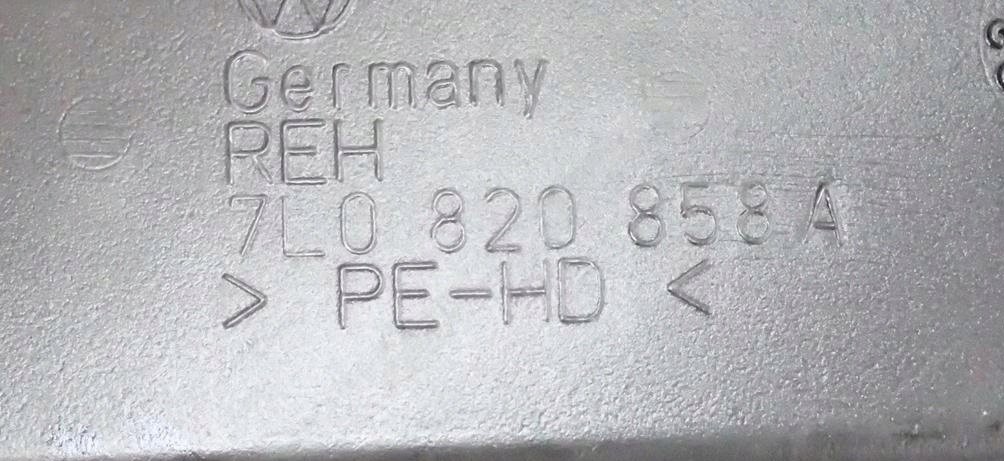 Germany
REH
7L0 820 858 A
> PE-HD <